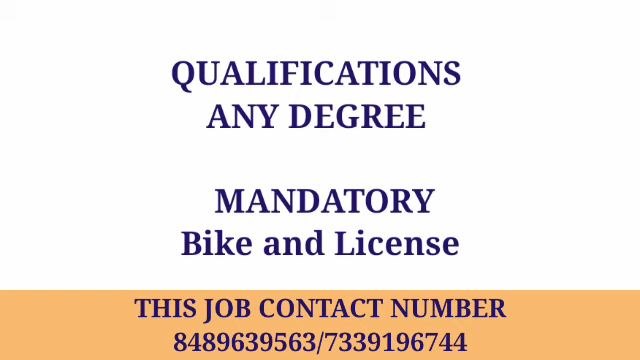 QUALIFICATIONS
ANY DEGREE
MANDATORY
Bike and License
THIS JOB CONTACT NUMBER
8489639563/7339196744